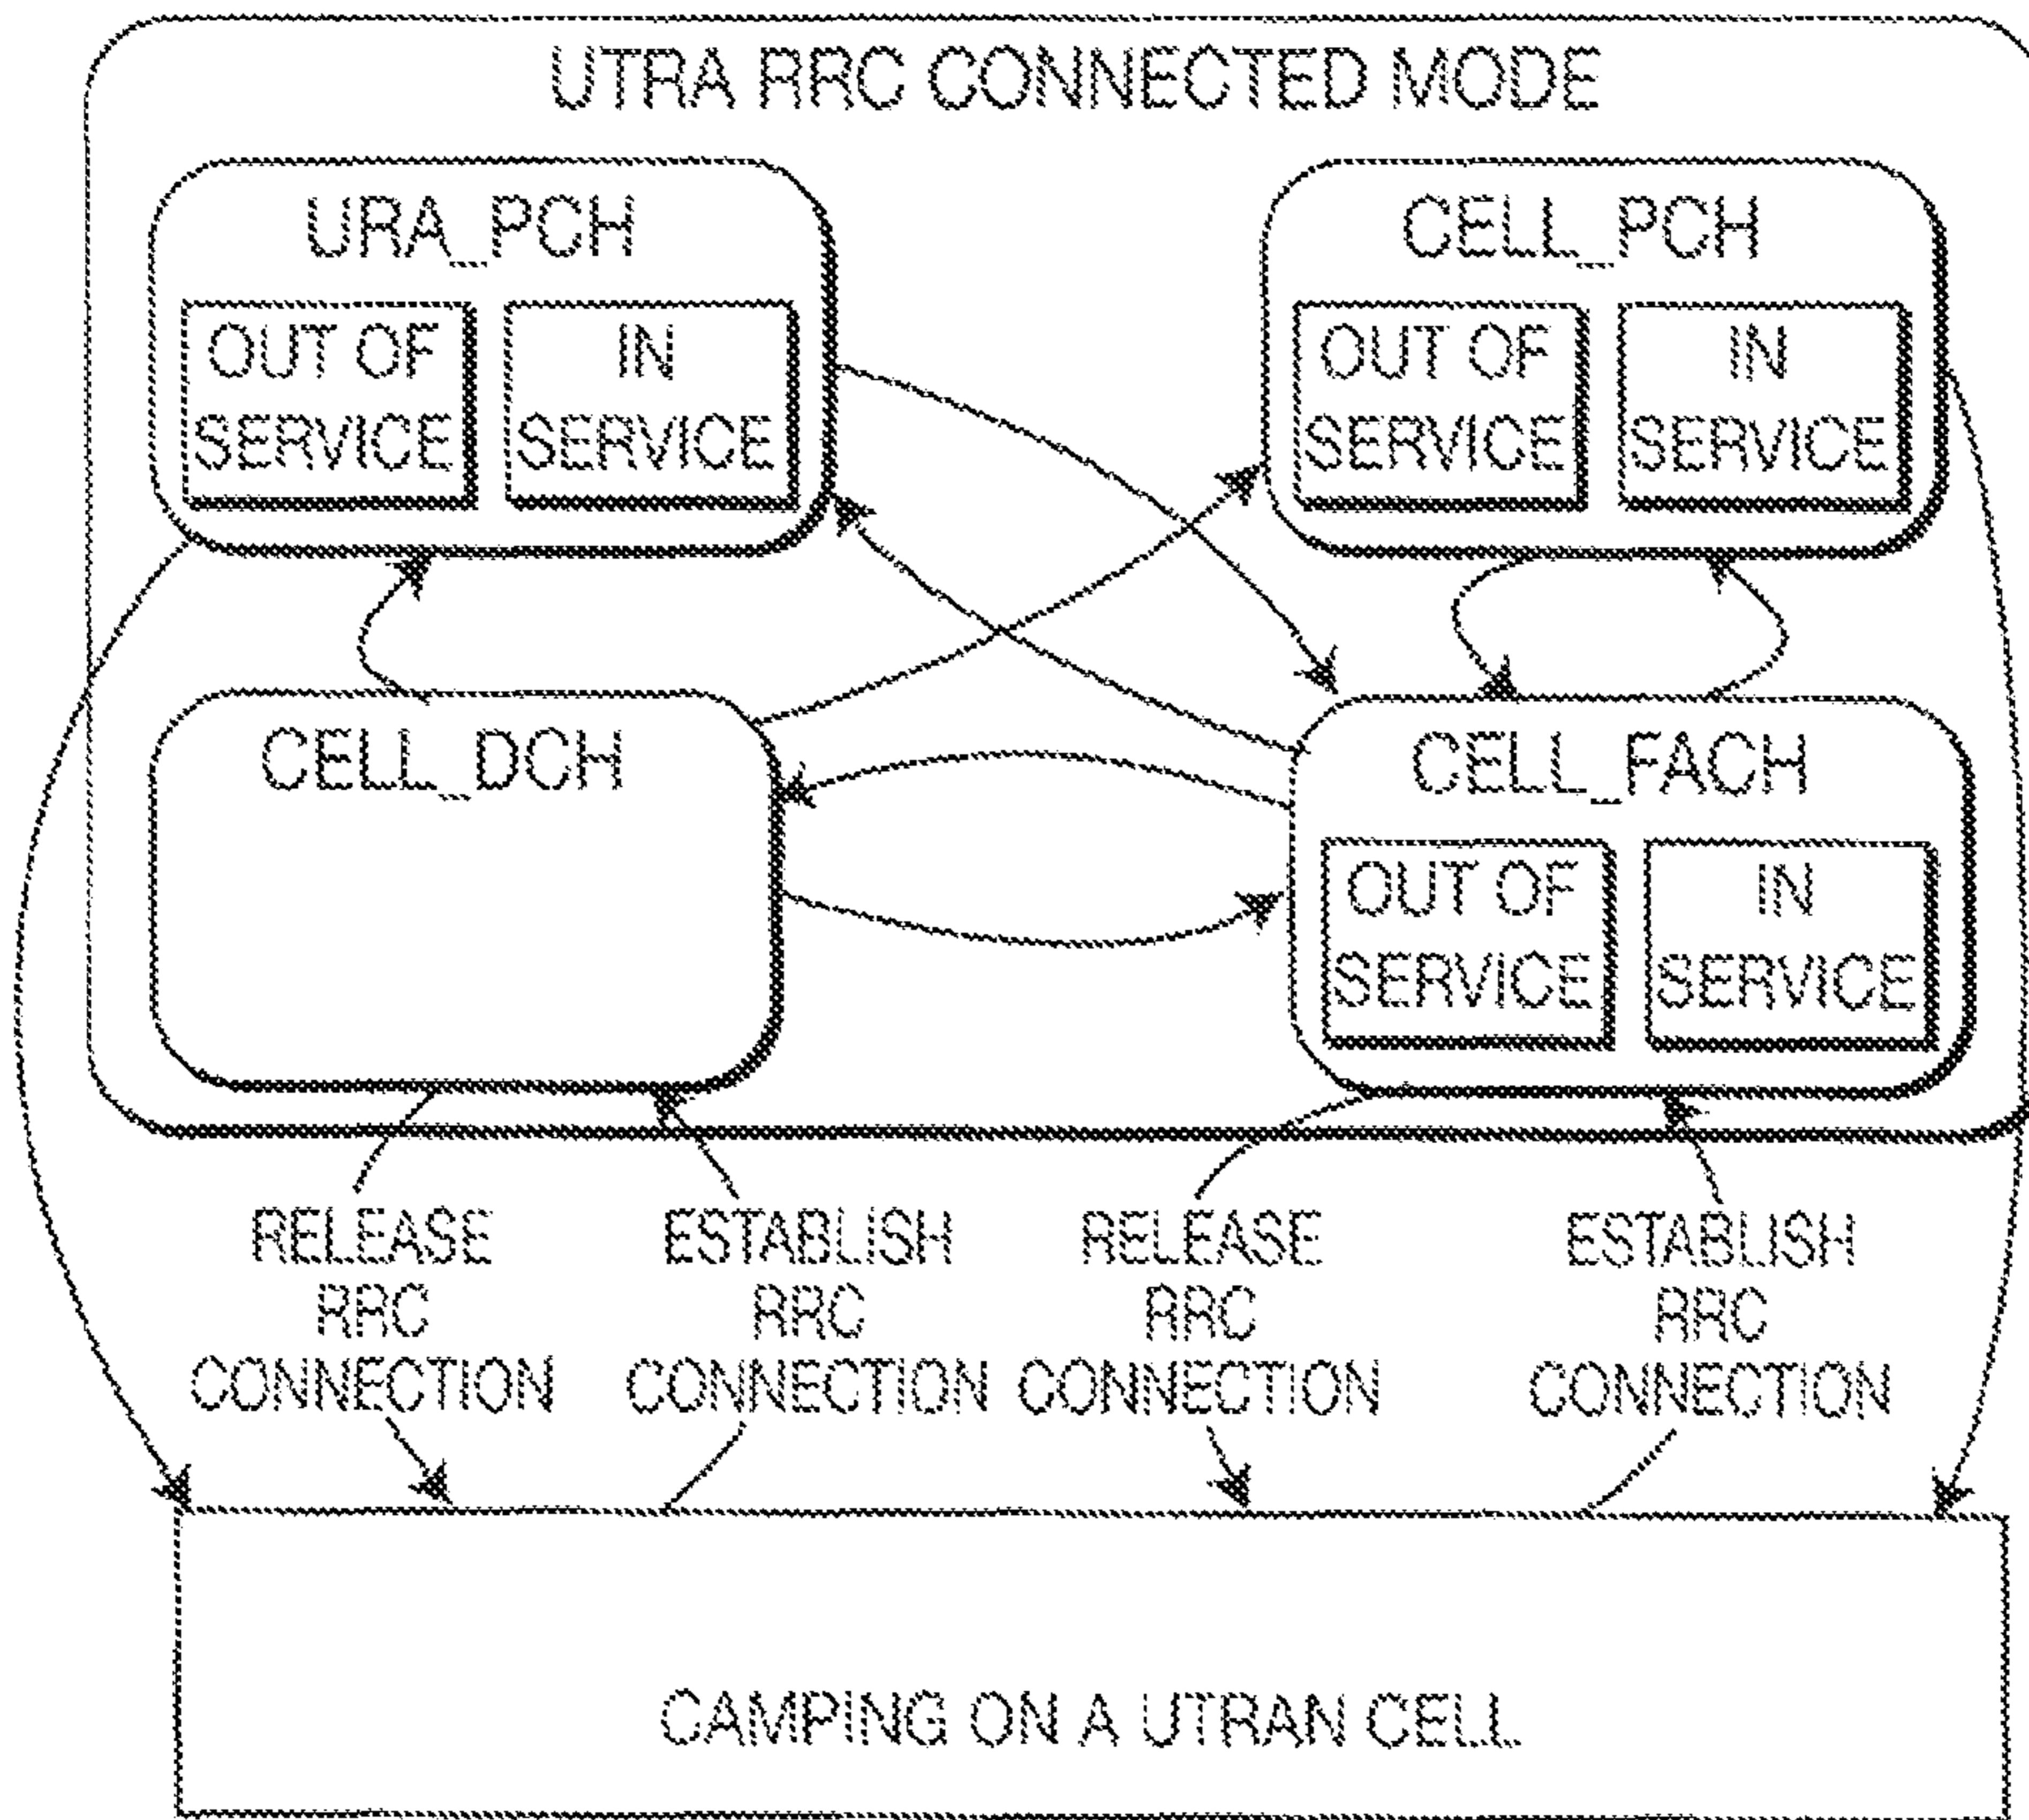 UTRA RRC CONNECTED MODE
URA_PCH
OUT OF
SERVICE
IN
SERVICE
CELL_PCH
OUT OF
SERVICE
IN
SERVICE
CELL_DCH
CELL_FACH
OUT OF
SERVICE
IN
SERVICE
RELEASE
RRC
CONNECTION
ESTABLISH
RRC
CONNECTION
RELEASE
RRC
CONNECTION
ESTABLISH
RRC
CONNECTION
CAMPING ON A UTRAN CELL